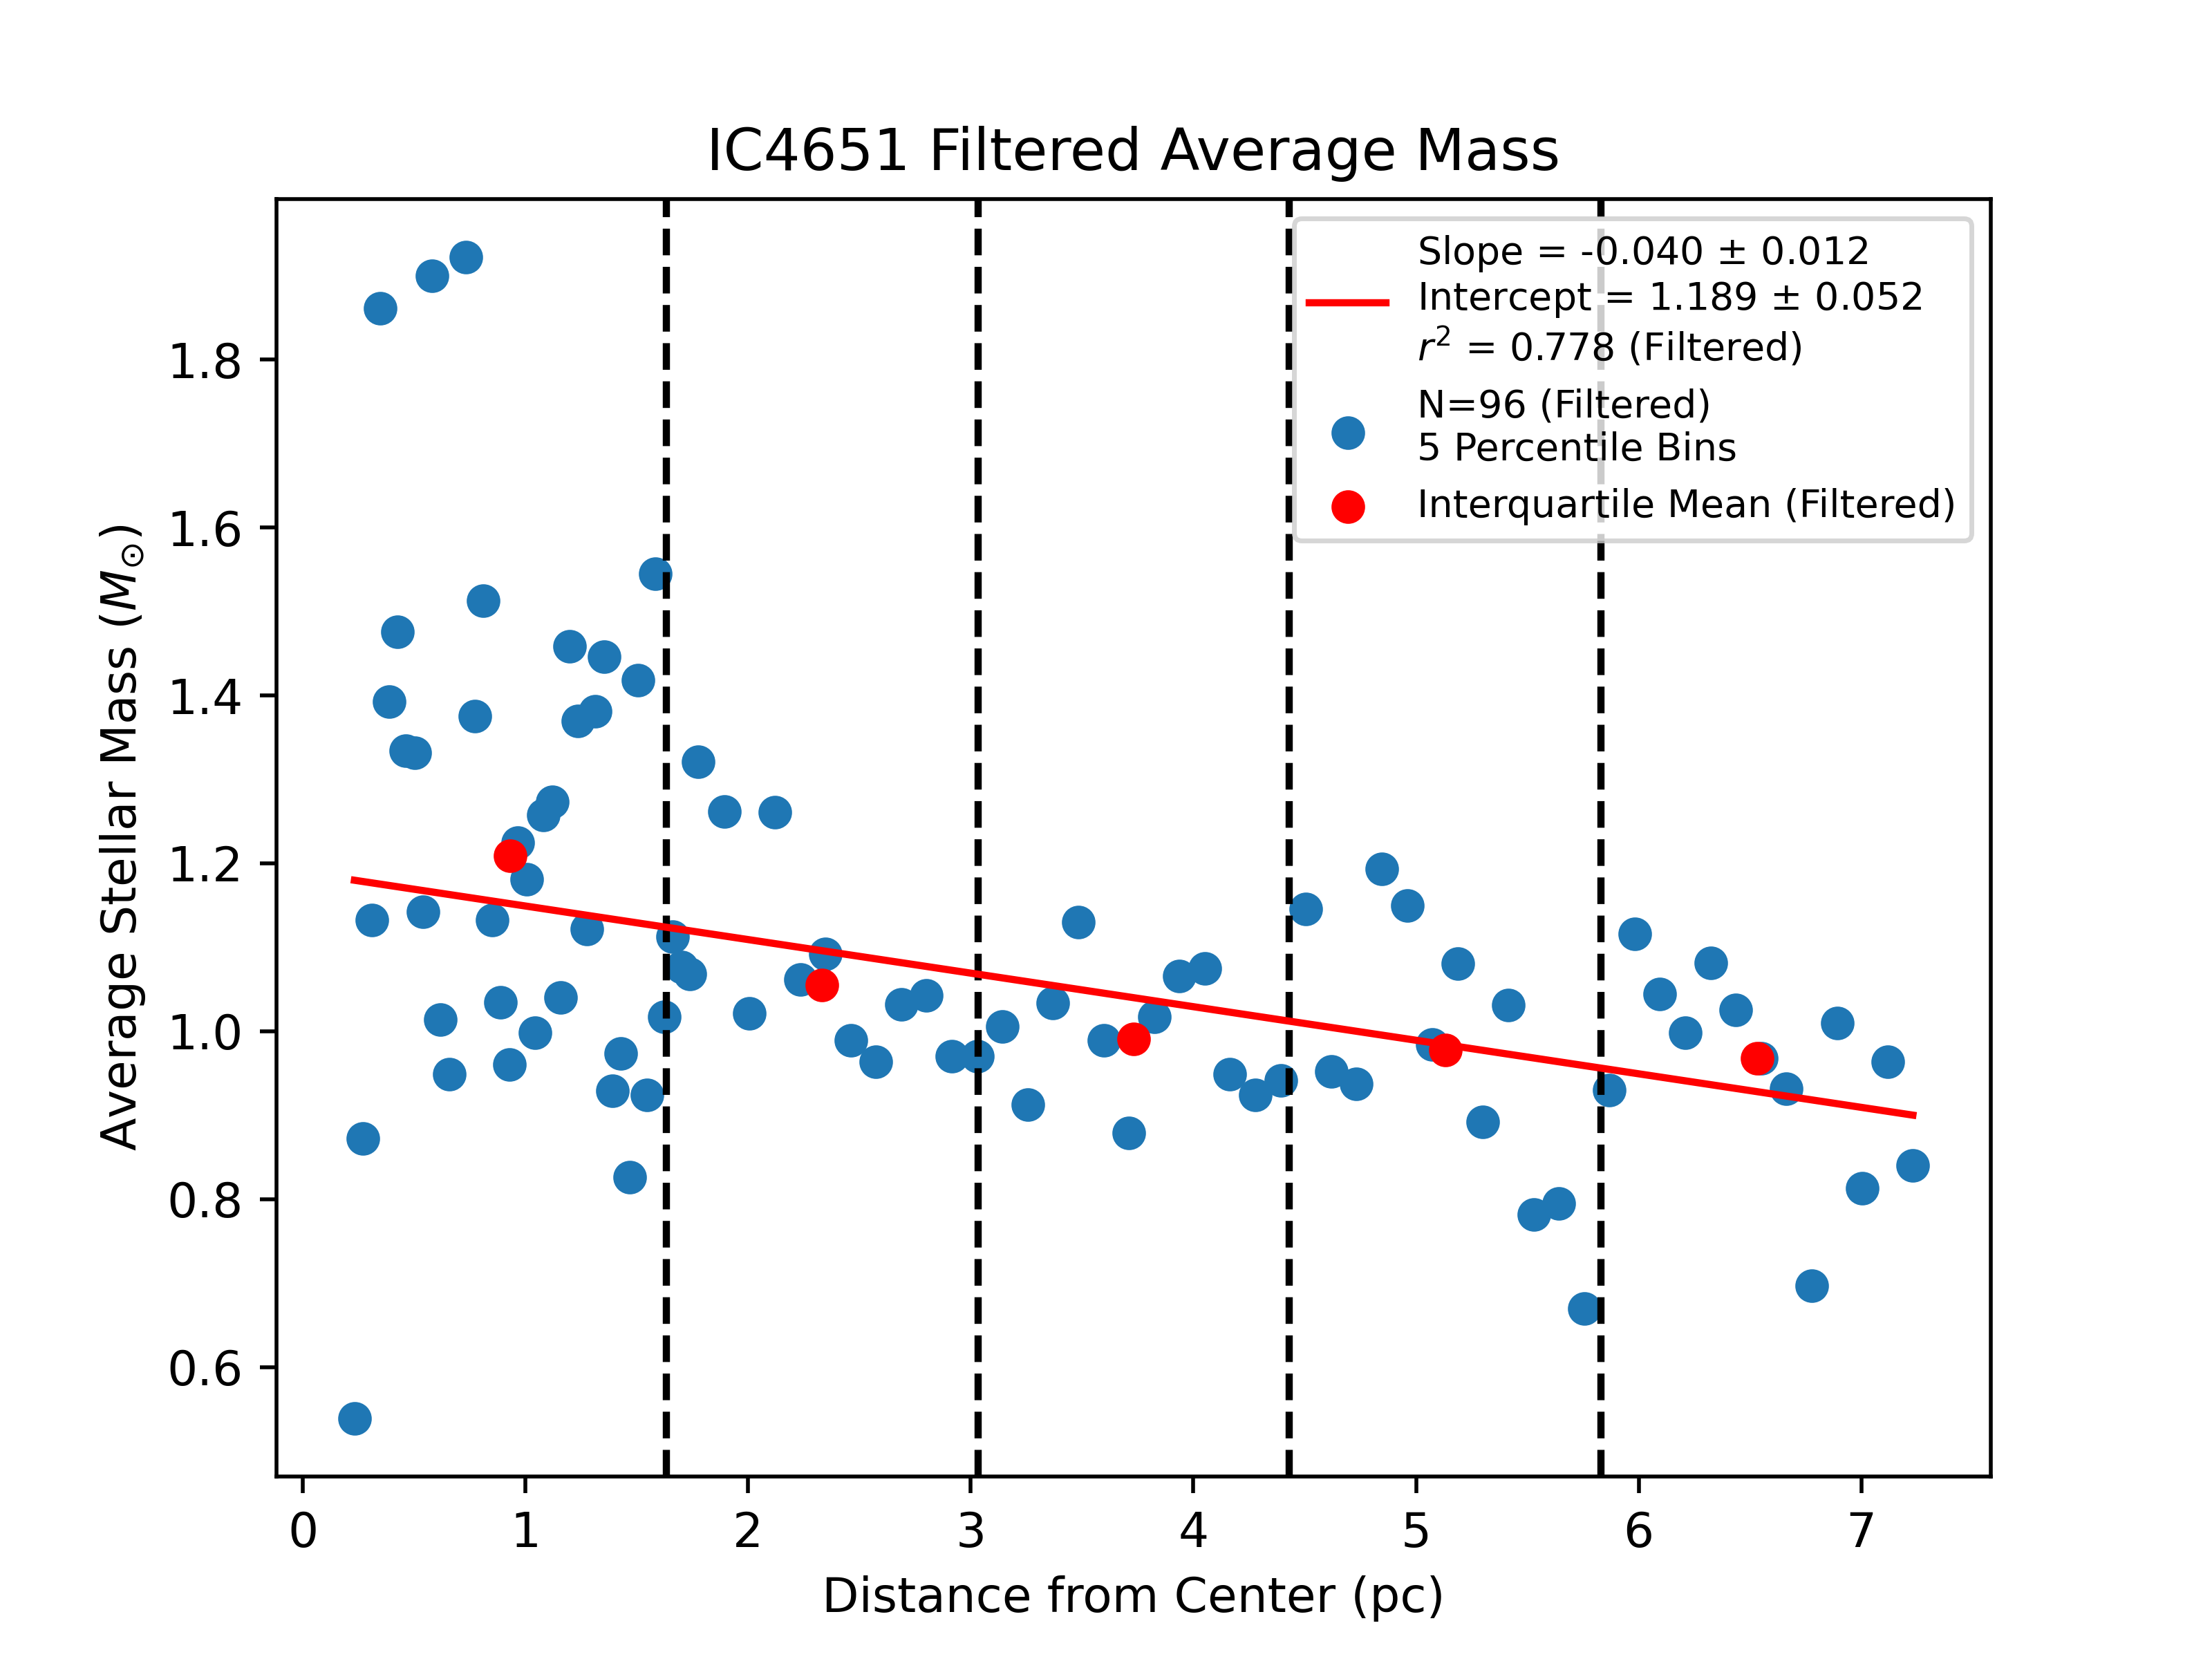 IC4651 Filtered Average Mass
Slope = -0.040 ± 0.012
Intercept = 1.189 ± 0.052
r² = 0.778 (Filtered)
N=96 (Filtered)
5 Percentile Bins
Interquartile Mean (Filtered)
Average Stellar Mass (M⊙)
1.8
1.6
1.4
1.2
1.0
0.8
0.6
0 1 2 3 4 5 6 7
Distance from Center (pc)